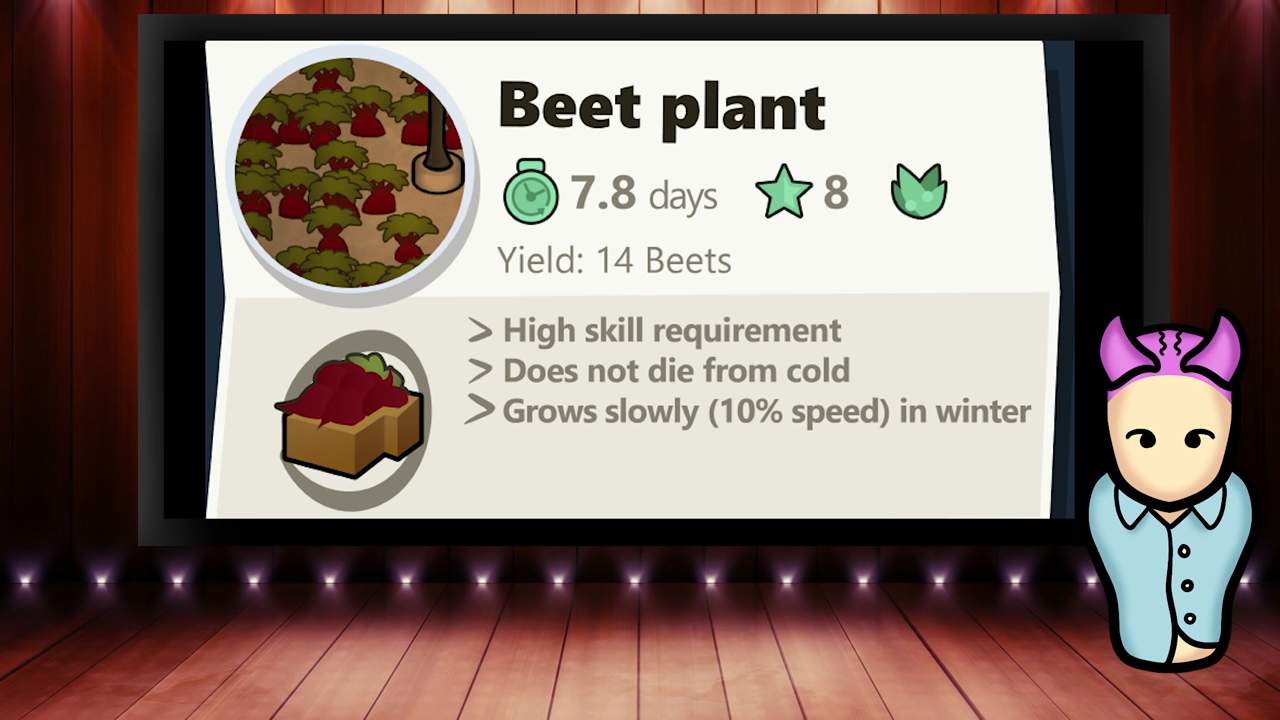 Beet plant
7.8 days 8
Yield: 14 Beets
> High skill requirement
> Does not die from cold
> Grows slowly (10% speed) in winter